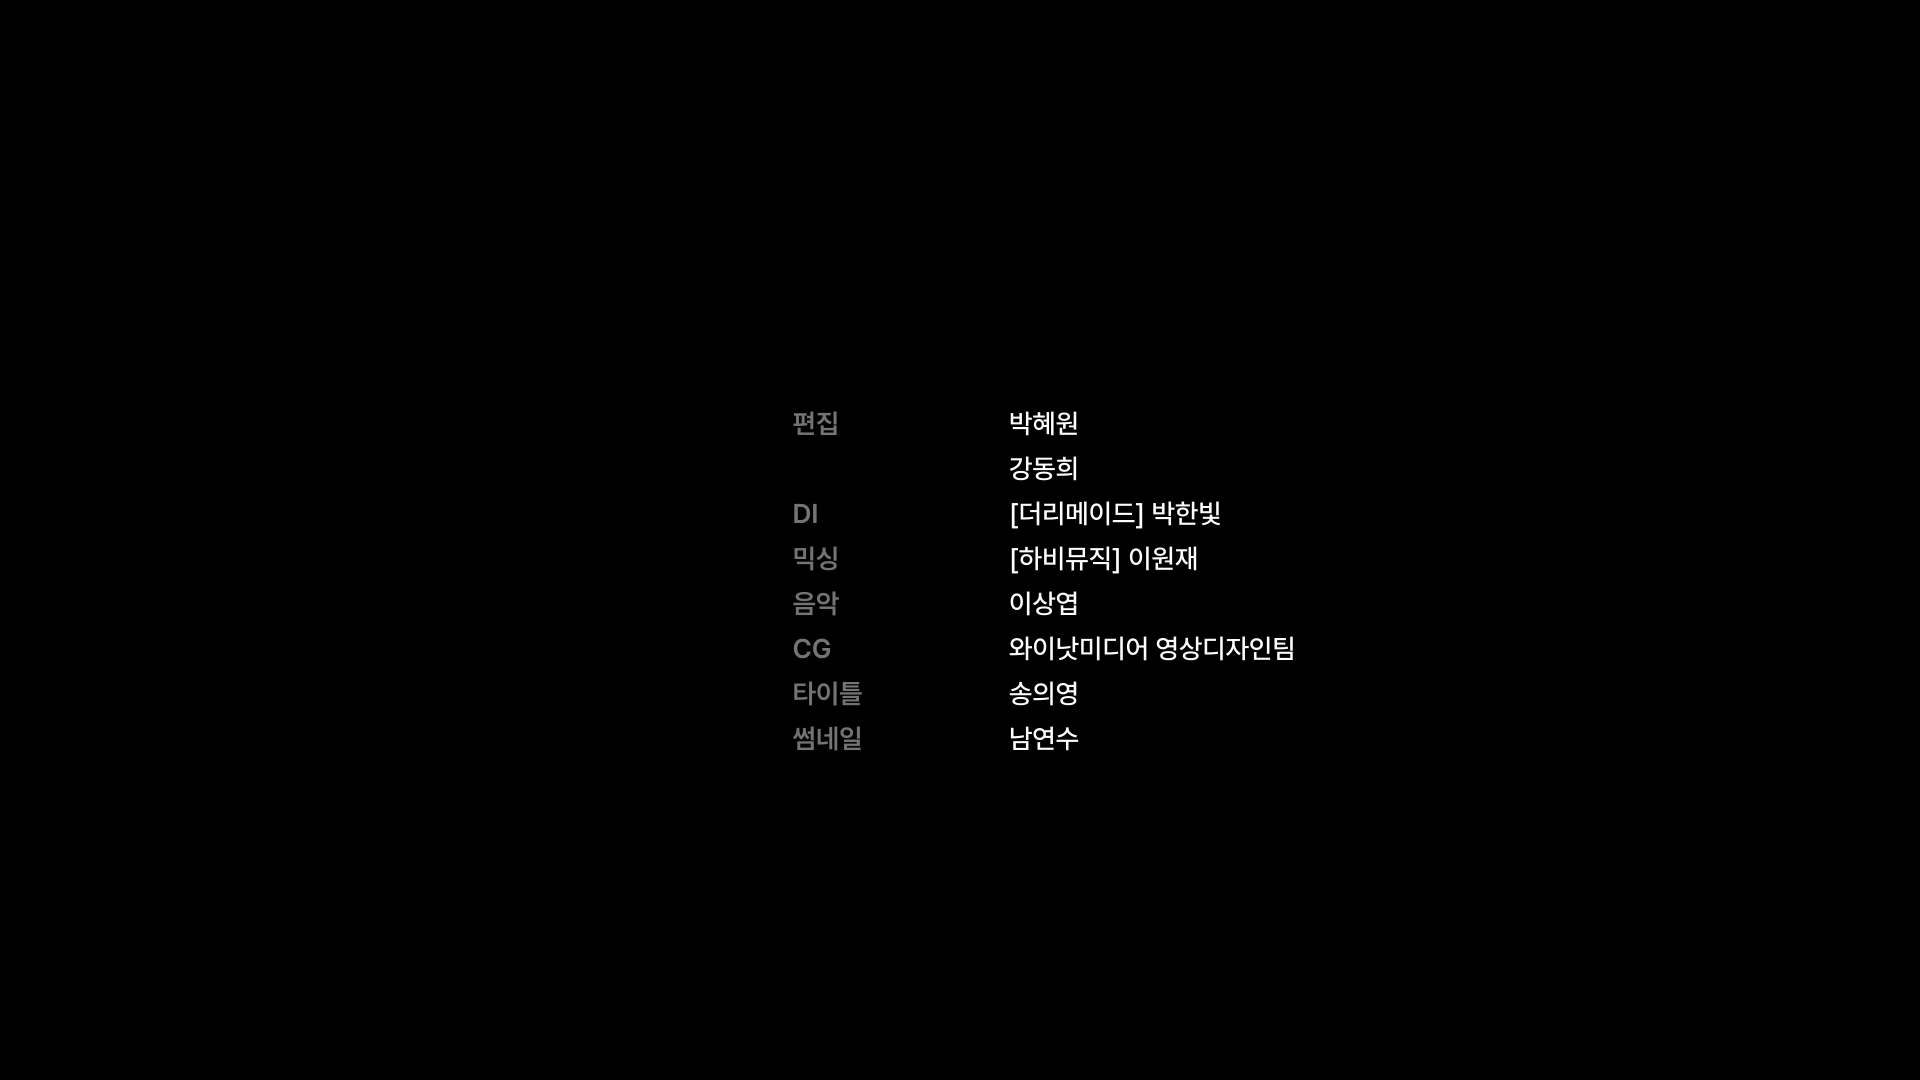 편집 박혜원
강동희
DI [더리메이드] 박한빛
믹싱 [하비뮤직] 이원재
음악 이상엽
CG 와이낫미디어 영상디자인팀
타이틀 송의영
썸네일 남연수